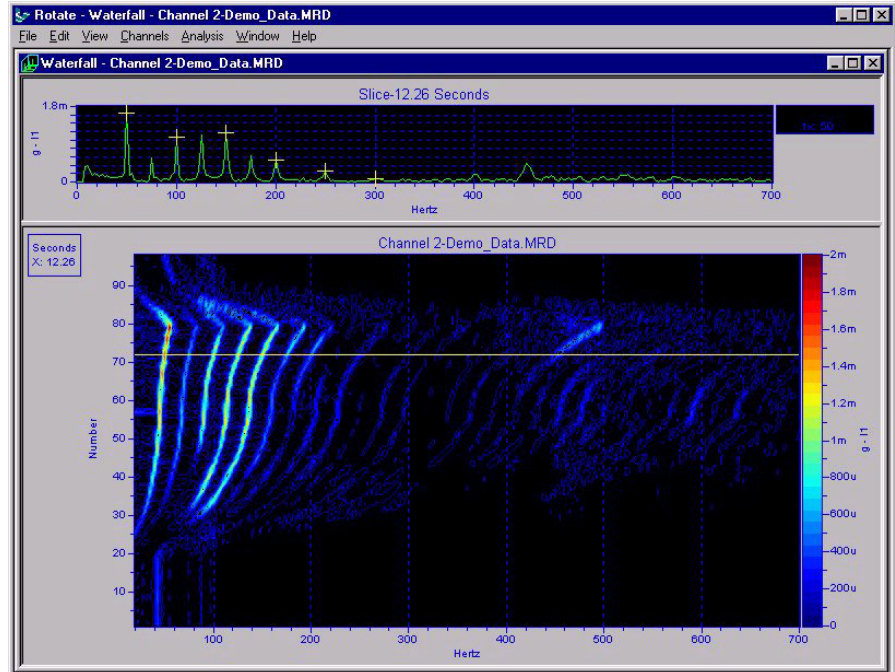 Rotate - Waterfall - Channel 2-Demo_Data.MRD
File Edit View Channels Analysis Window Help
Waterfall - Channel 2-Demo_Data.MRD
Slice-12.26 Seconds
1.8m
g - I1
0
0 100 200 300 400 500 600 700
Hertz
Seconds
X: 12.26
Channel 2-Demo_Data.MRD
90
80
70
60
50
40
30
20
10
Number
100 200 300 400 500 600 700
Hertz
2m
1.8m
1.6m
1.4m
1.2m
1m
800u
600u
400u
200u
0
g - I1